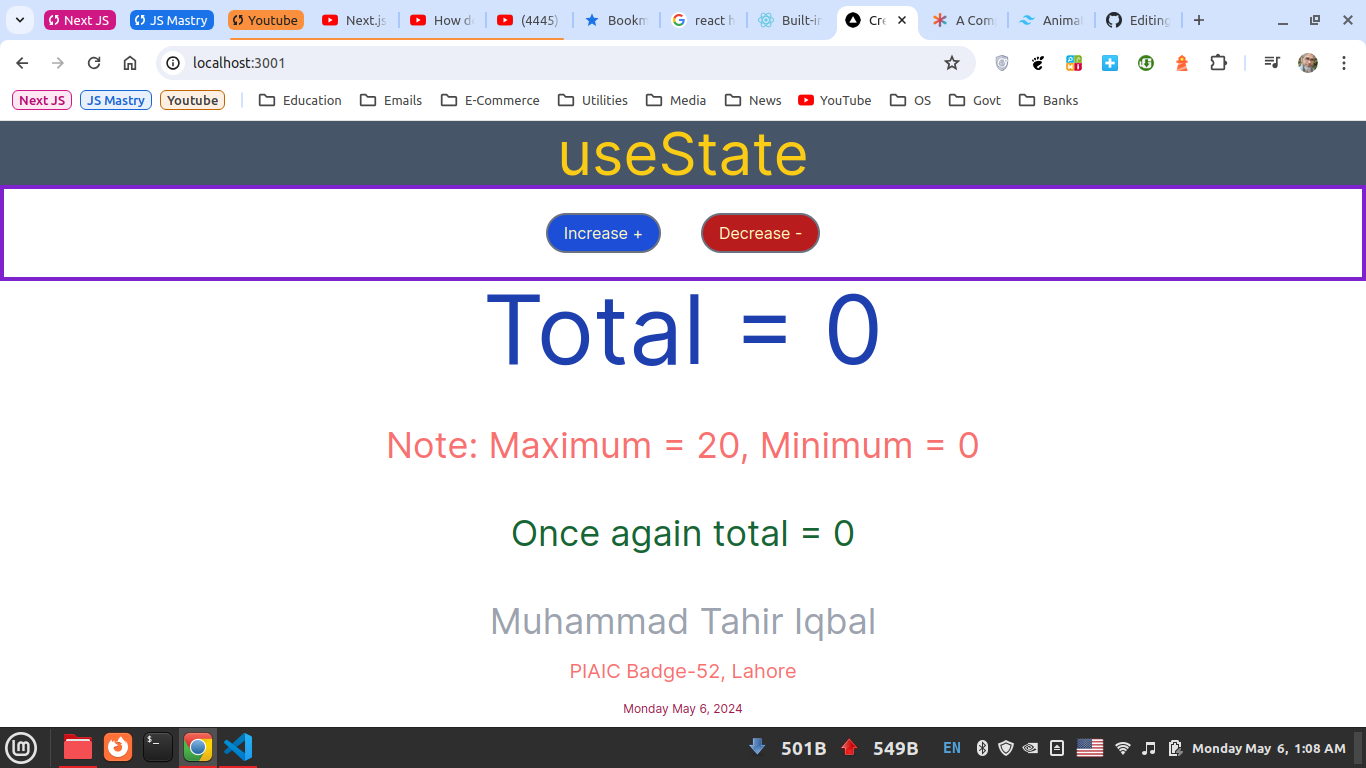 Next JS JS Mastry Youtube Next.js How d (4445) Bookm react h Built-in Cre A Com Animat Editing
localhost:3001
Next JS JS Mastry Youtube Education Emails E-Commerce Utilities Media News YouTube OS Govt Banks
useState
Increase + Decrease -
Total = 0
Note: Maximum = 20, Minimum = 0
Once again total = 0
Muhammad Tahir Iqbal
PIAIC Badge-52, Lahore
Monday May 6, 2024
501B 549B EN Monday May 6, 1:08 AM